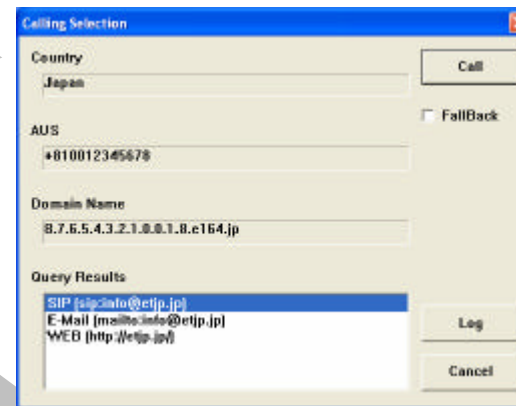 Calling Selection
Country
Japan
Call
FallBack
AUS
+810012345678
Domain Name
8.7.6.5.4.3.2.1.0.0.1.8.e164.jp
Query Results
SIP (sip:info@etjp.jp)
E-Mail (mailto:info@etjp.jp)
WEB (http://etjp.jp/)
Log
Cancel